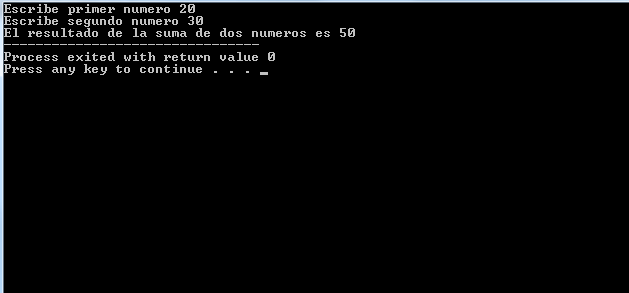 Escribe primer numero 20
Escribe segundo numero 30
El resultado de la suma de dos numeros es 50
--------------------------------
Process exited with return value 0
Press any key to continue . . .